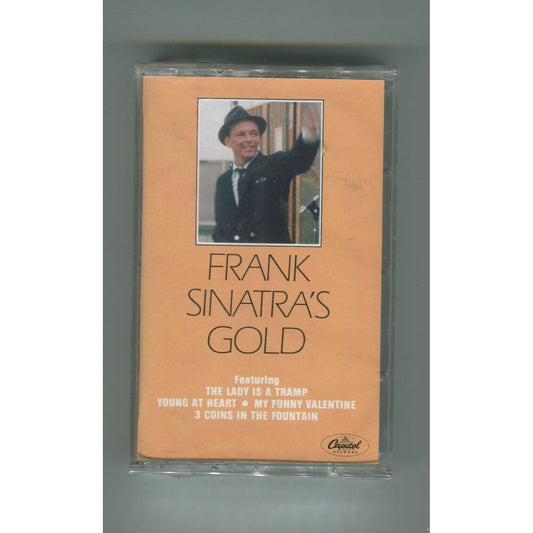 FRANK
SINATRA'S
GOLD
Featuring
THE LADY IS A TRAMP
YOUNG AT HEART • MY FUNNY VALENTINE
3 COINS IN THE FOUNTAIN
Capitol
RECORDS